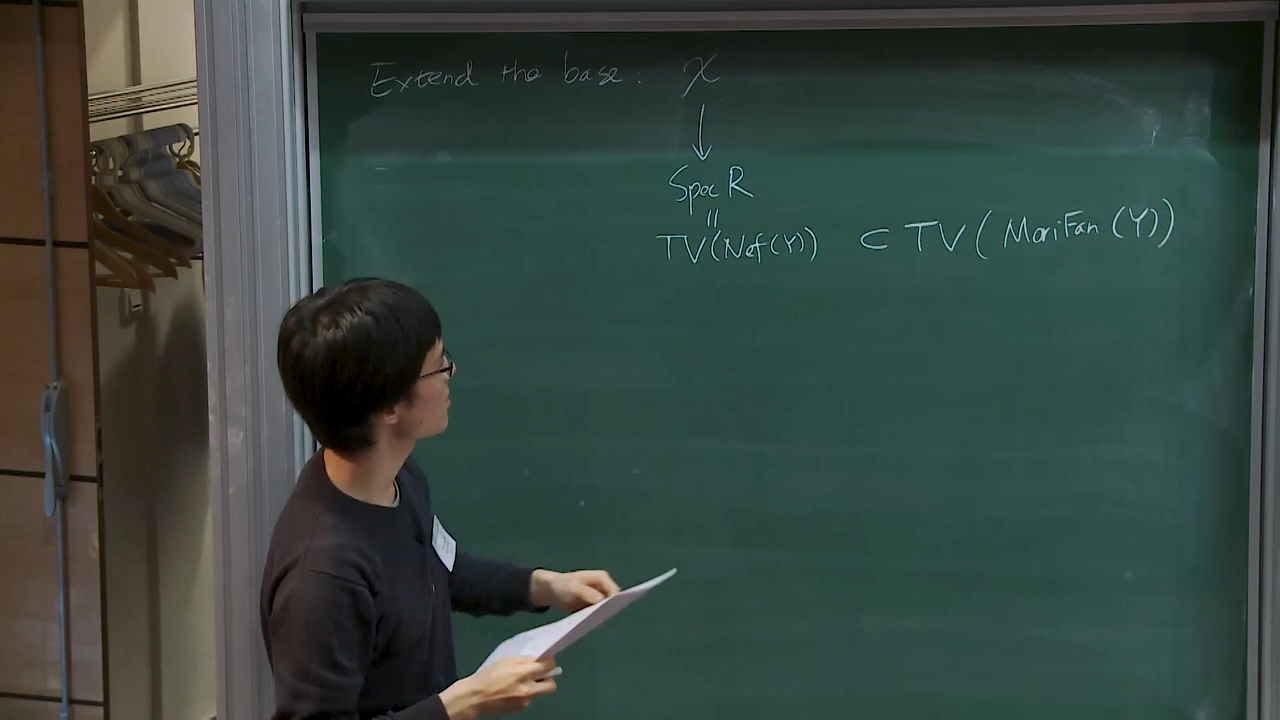 Extend the base: 𝒳
↓
Spec R
||
TV(Nef(Y)) ⊂ TV(MoriFan(Y))